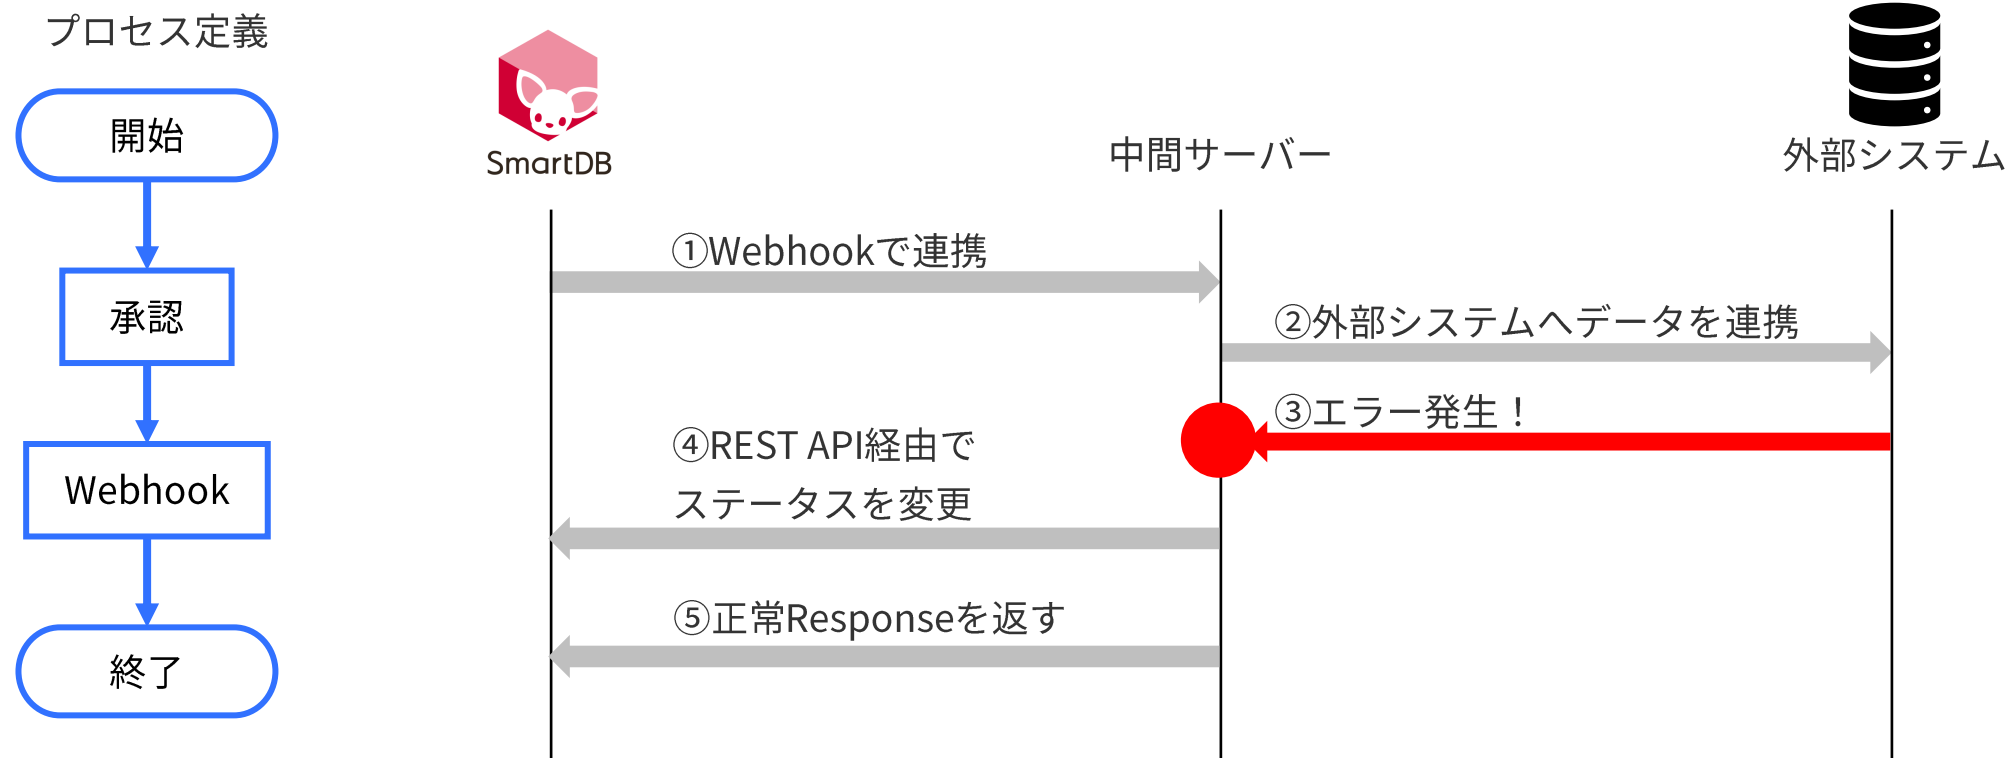 プロセス定義
開始
承認
Webhook
終了
SmartDB
中間サーバー
外部システム
①Webhookで連携
②外部システムへデータを連携
③エラー発生！
④REST API経由で
ステータスを変更
⑤正常Responseを返す